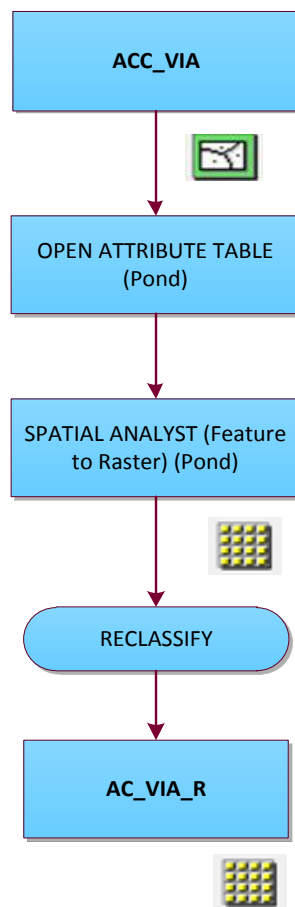 ACC_VIA
OPEN ATTRIBUTE TABLE
(Pond)
SPATIAL ANALYST (Feature
to Raster) (Pond)
RECLASSIFY
AC_VIA_R